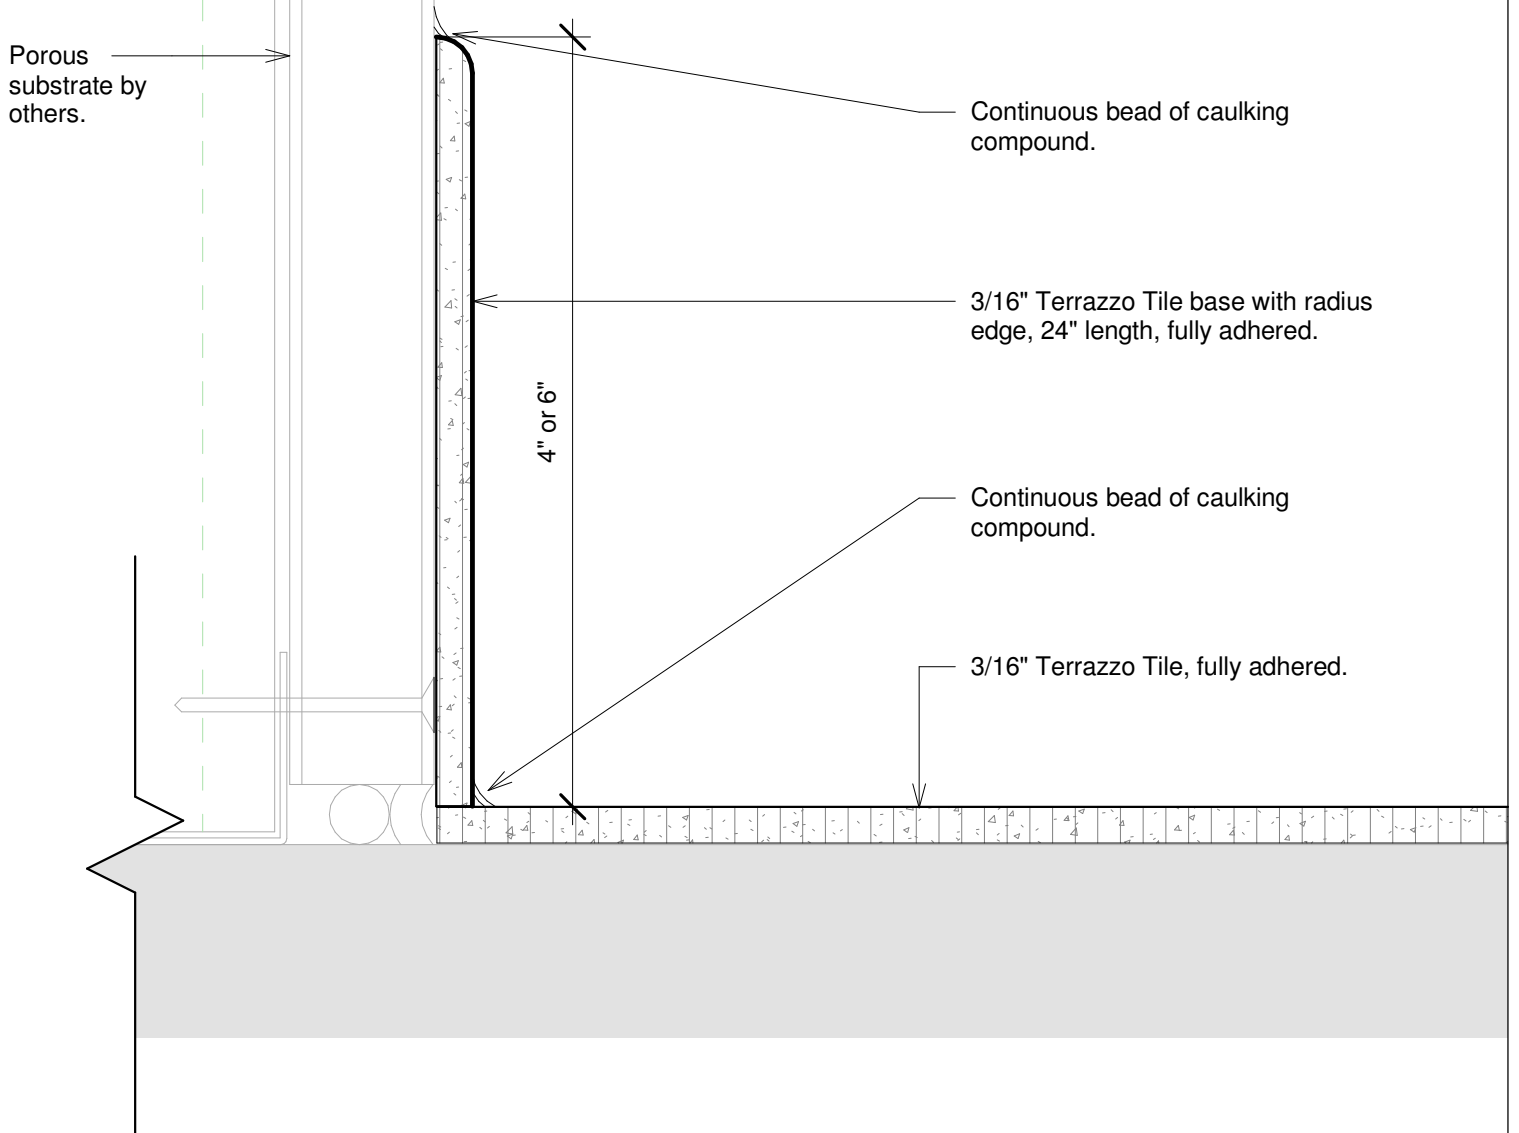 Porous
substrate by
others.
Continuous bead of caulking
compound.
3/16" Terrazzo Tile base with radius
edge, 24" length, fully adhered.
4" or 6"
Continuous bead of caulking
compound.
3/16" Terrazzo Tile, fully adhered.